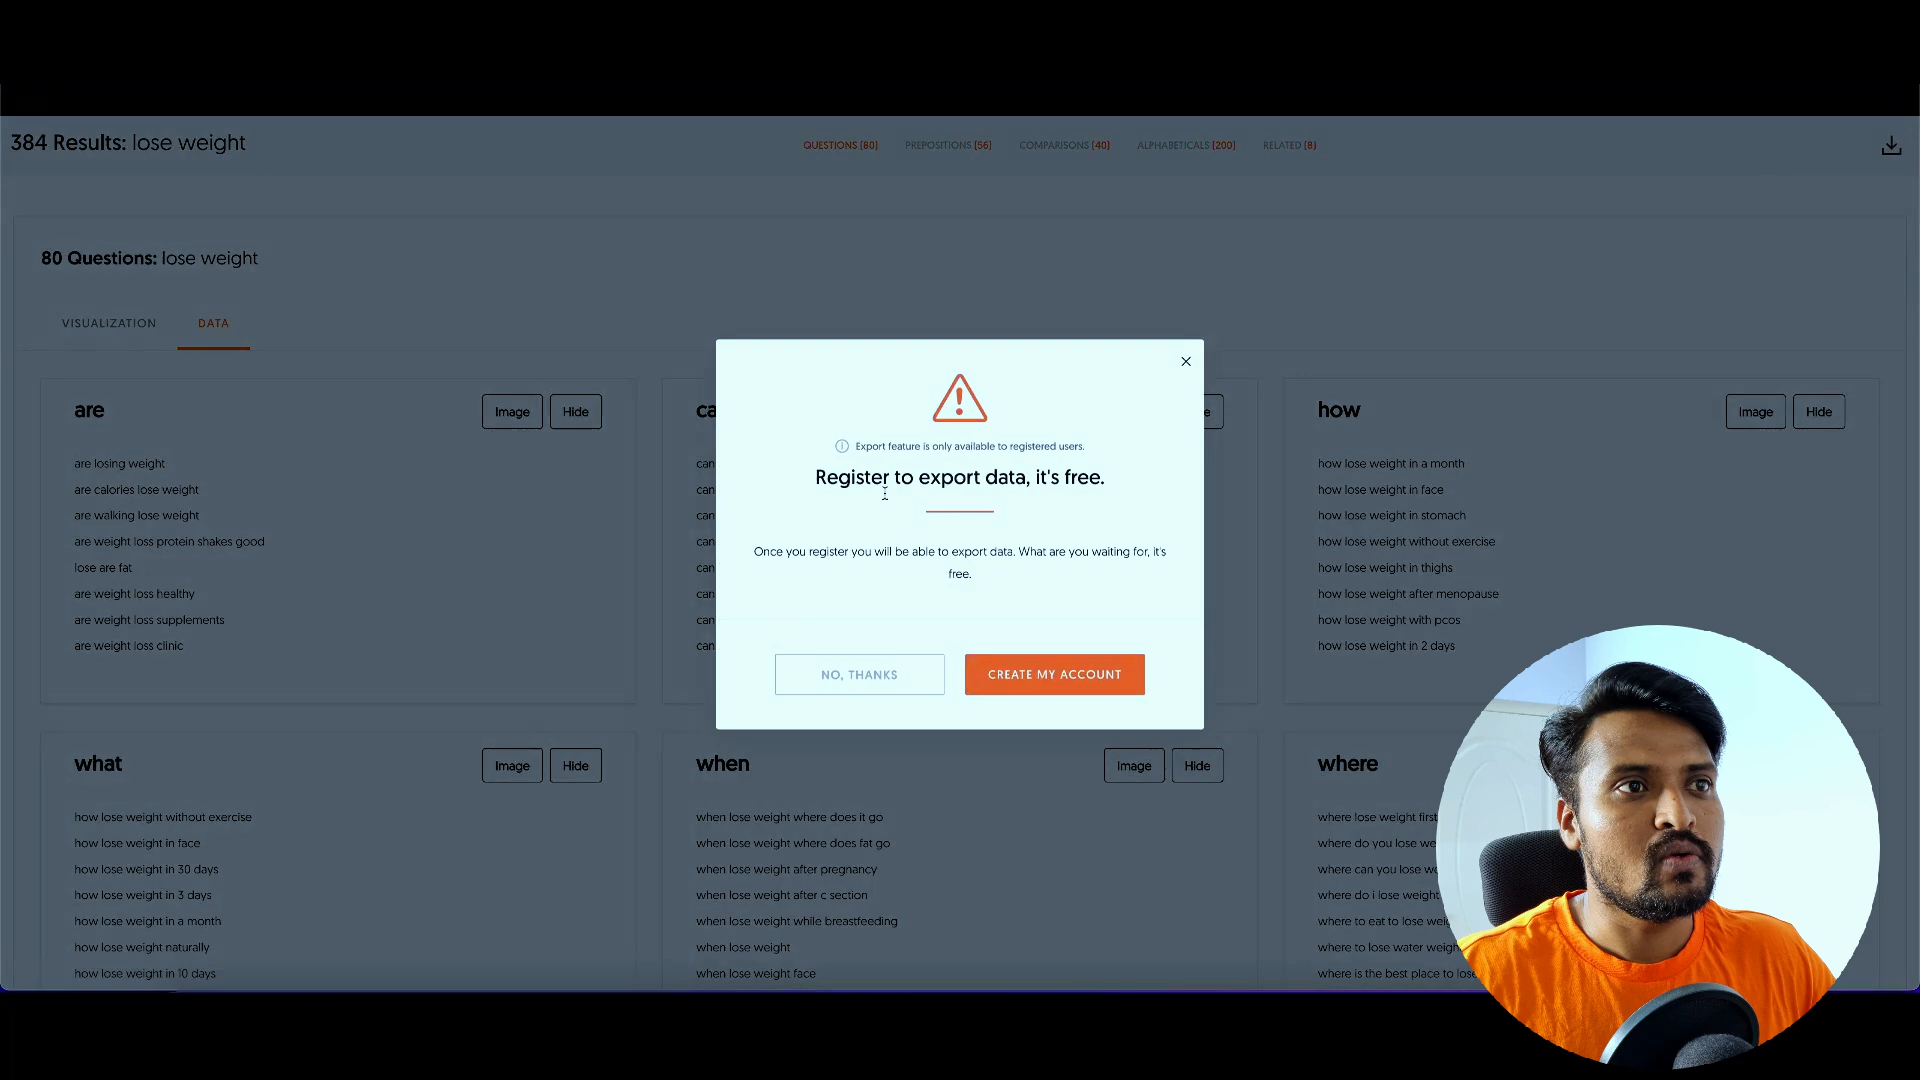 384 Results: lose weight
QUESTIONS (80) PREPOSITIONS (56) COMPARISONS (40) ALPHABETICALS (200) RELATED (8)
80 Questions: lose weight
VISUALIZATION DATA
are
Image Hide
are losing weight
are calories lose weight
are walking lose weight
are weight loss protein shakes good
lose are fat
are weight loss healthy
are weight loss supplements
are weight loss clinic
ca
can
can
can
can
can
can
can
can
e
how
Image Hide
how lose weight in a month
how lose weight in face
how lose weight in stomach
how lose weight without exercise
how lose weight in thighs
how lose weight after menopause
how lose weight with pcos
how lose weight in 2 days
Export feature is only available to registered users.
Register to export data, it's free.
Once you register you will be able to export data. What are you waiting for, it's
free.
NO, THANKS CREATE MY ACCOUNT
what
Image Hide
how lose weight without exercise
how lose weight in face
how lose weight in 30 days
how lose weight in 3 days
how lose weight in a month
how lose weight naturally
how lose weight in 10 days
when
Image Hide
when lose weight where does it go
when lose weight where does fat go
when lose weight after pregnancy
when lose weight after c section
when lose weight while breastfeeding
when lose weight
when lose weight face
where
where lose weight first
where do you lose we
where can you lose we
where do i lose weight
where to eat to lose wei
where to lose water weigh
where is the best place to lose